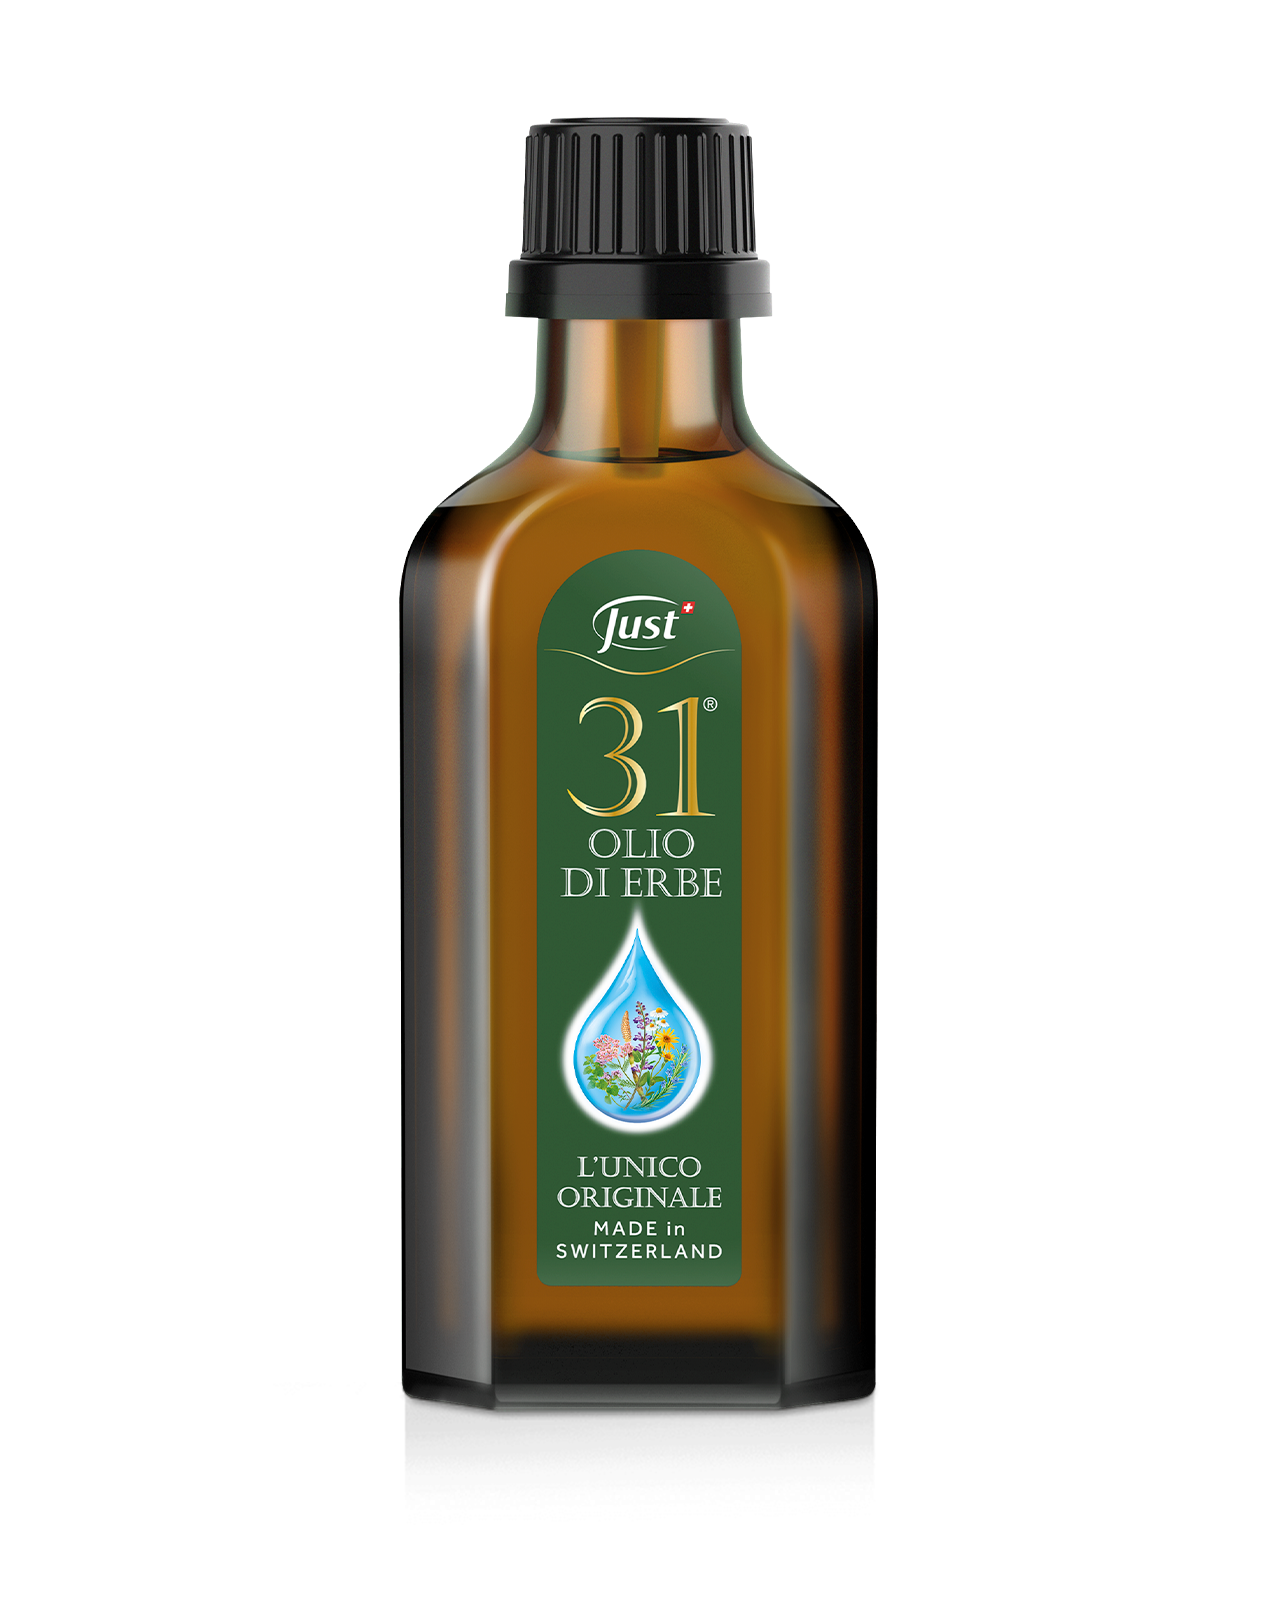 Just
31®
OLIO
DI ERBE
L'UNICO
ORIGINALE
MADE in
SWITZERLAND